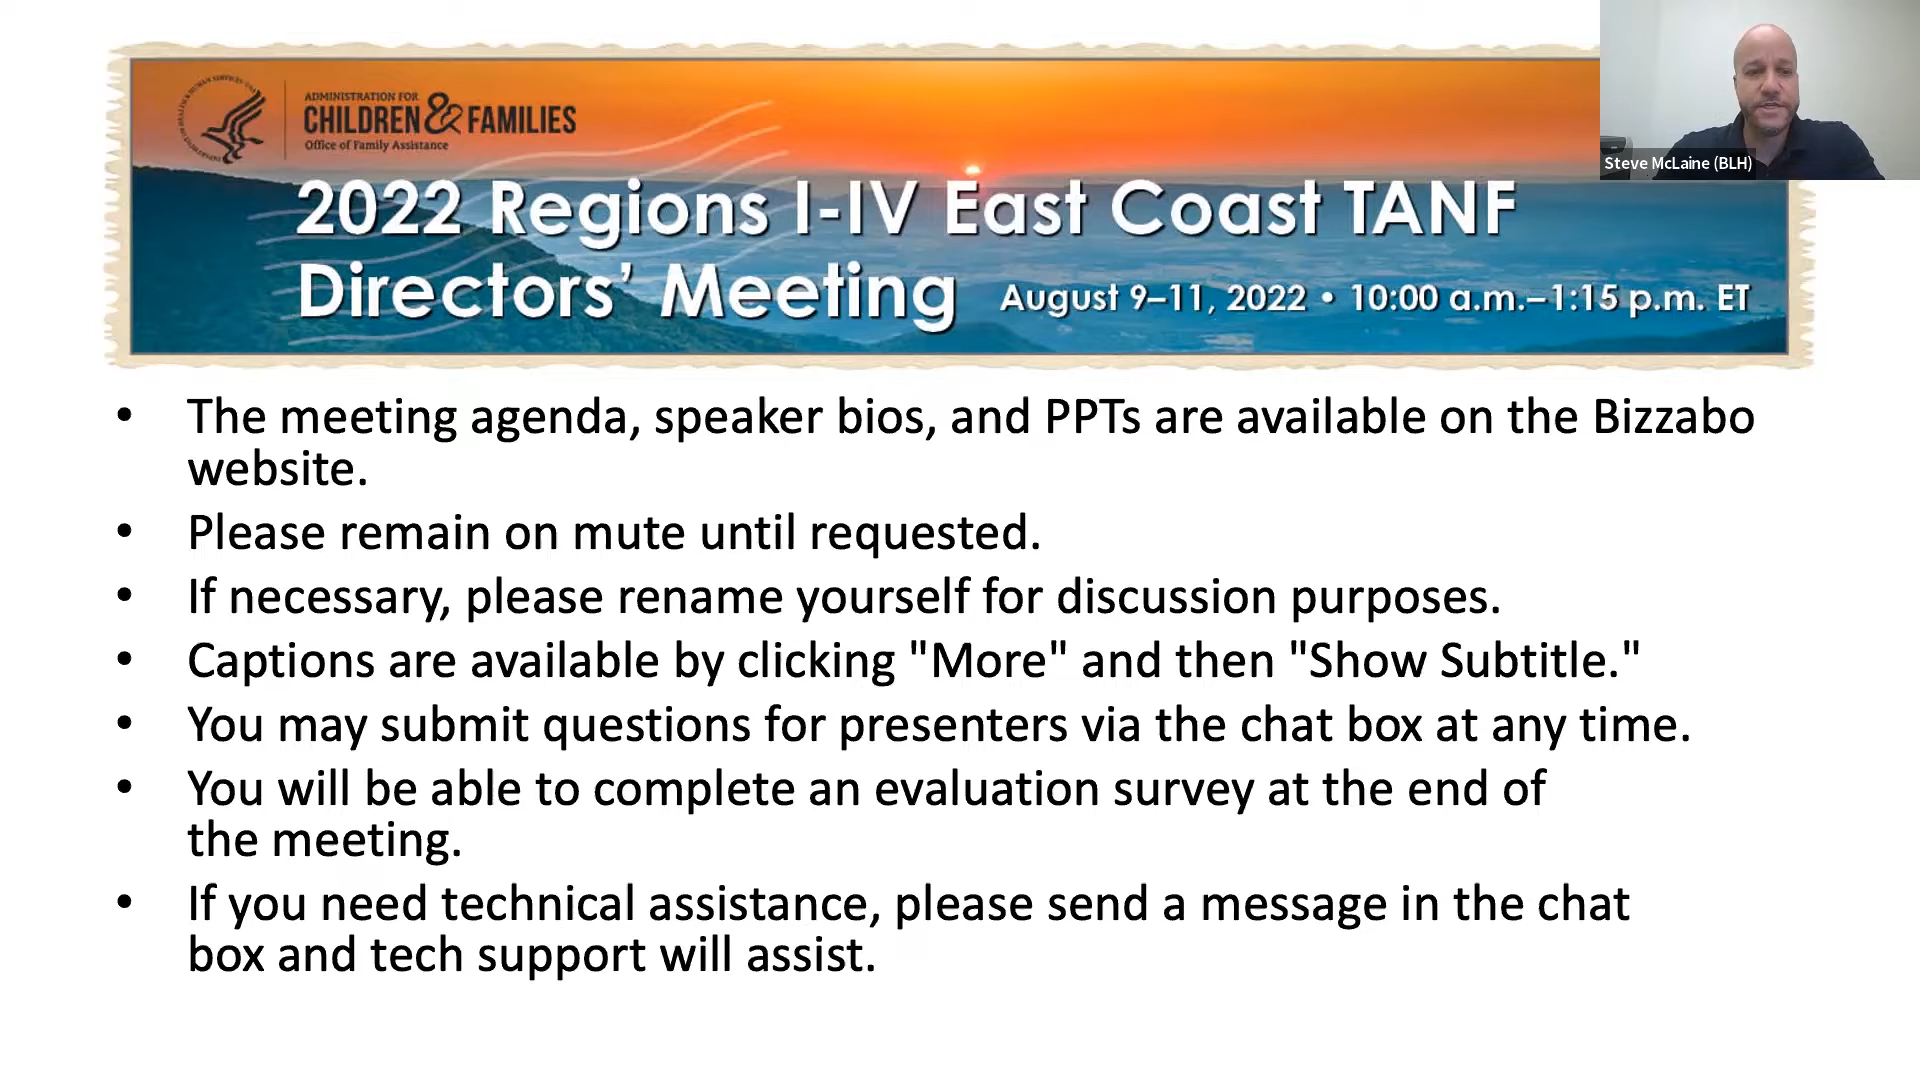 ADMINISTRATION FOR
CHILDREN & FAMILIES
Office of Family Assistance
Steve McLaine (BLH)
2022 Regions I-IV East Coast TANF
Directors’ Meeting August 9–11, 2022 • 10:00 a.m.–1:15 p.m. ET
• The meeting agenda, speaker bios, and PPTs are available on the Bizzabo
website.
• Please remain on mute until requested.
• If necessary, please rename yourself for discussion purposes.
• Captions are available by clicking "More" and then "Show Subtitle."
• You may submit questions for presenters via the chat box at any time.
• You will be able to complete an evaluation survey at the end of
the meeting.
• If you need technical assistance, please send a message in the chat
box and tech support will assist.